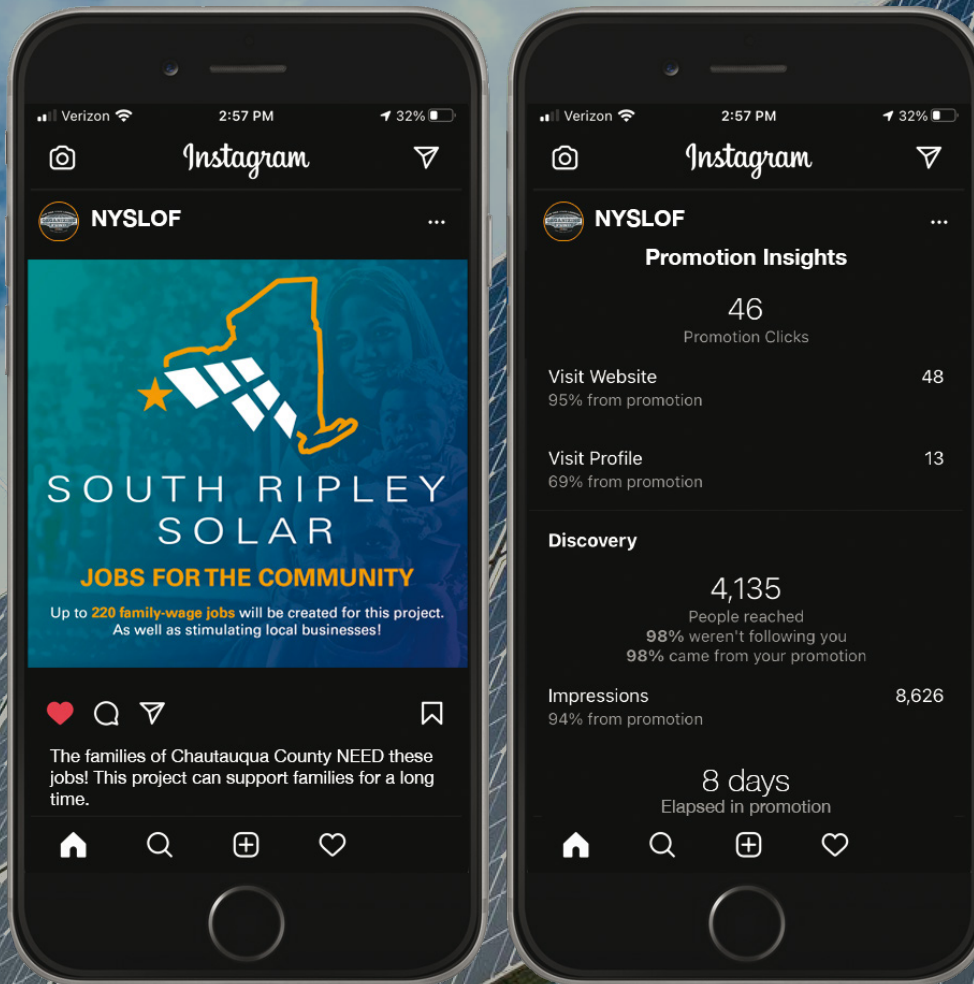 Verizon 2:57 PM 32%
Instagram
NYSLOF
SOUTH RIPLEY
SOLAR
JOBS FOR THE COMMUNITY
Up to 220 family-wage jobs will be created for this project.
As well as stimulating local businesses!
The families of Chautauqua County NEED these
jobs! This project can support families for a long
time.
Verizon 2:57 PM 32%
Instagram
NYSLOF
Promotion Insights
46
Promotion Clicks
Visit Website 48
95% from promotion
Visit Profile 13
69% from promotion
Discovery
4,135
People reached
98% weren't following you
98% came from your promotion
Impressions 8,626
94% from promotion
8 days
Elapsed in promotion